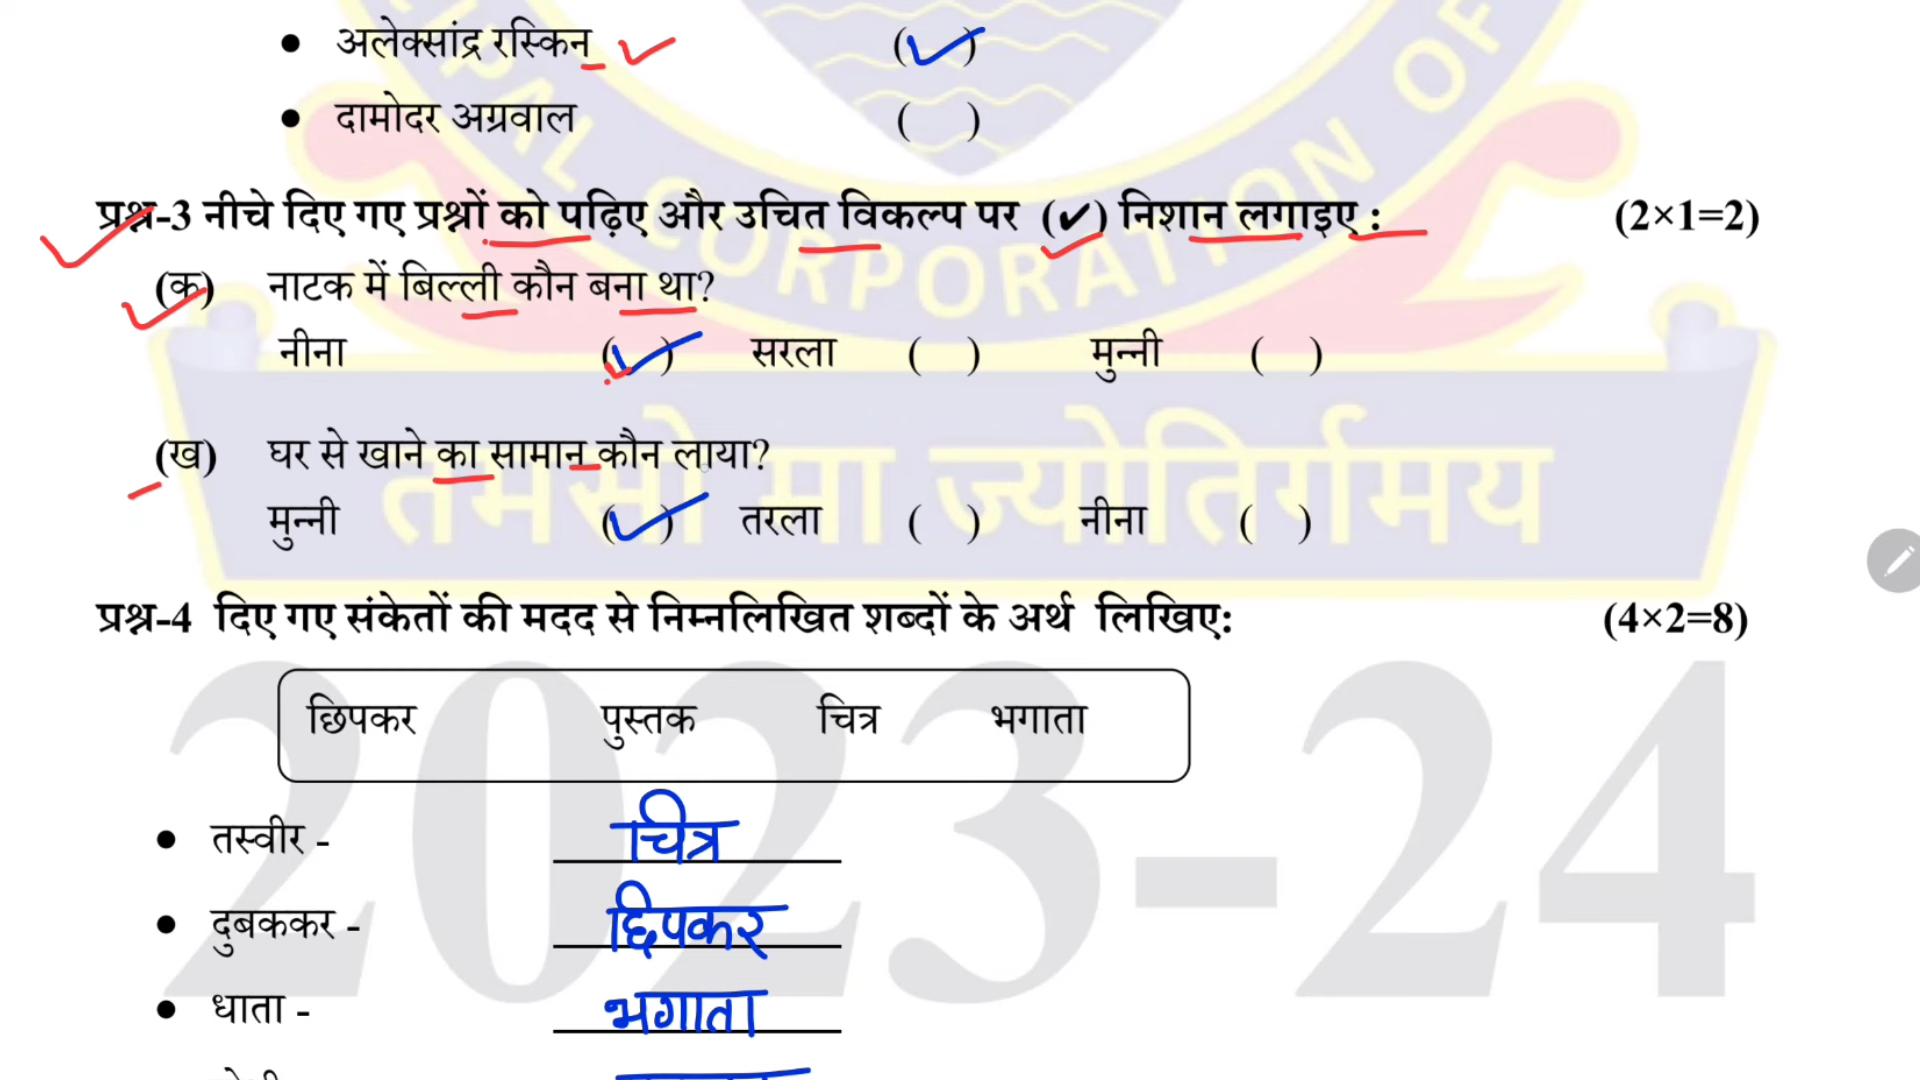 • अलेक्सांद्र रस्किन ✓ (✓)
• दामोदर अग्रवाल ( )
प्रश्न-3 नीचे दिए गए प्रश्नों को पढ़िए और उचित विकल्प पर (✔) निशान लगाइए : (2×1=2)
(क) नाटक में बिल्ली कौन बना था?
नीना (✓) सरला ( ) मुन्नी ( )
(ख) घर से खाने का सामान कौन लाया?
मुन्नी (✓) तरला ( ) नीना ( )
प्रश्न-4 दिए गए संकेतों की मदद से निम्नलिखित शब्दों के अर्थ लिखिए: (4×2=8)
छिपकर पुस्तक चित्र भगाता
• तस्वीर - चित्र
• दुबककर - छिपकर
• धाता - भगाता
CORPORATION OF
तमसो मा ज्योतिर्गमय
2023-24